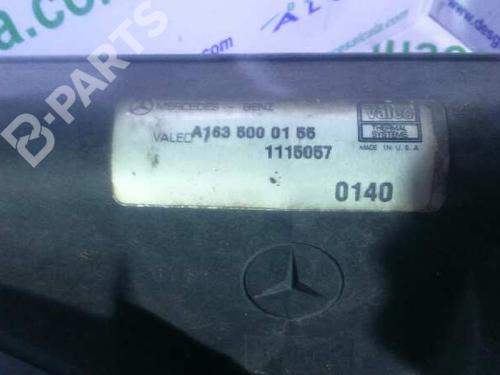 B-PARTS
MERCEDES - BENZ
A163 500 01 55
VALEO
1115057
0140
Valeo
THERMAL
SYSTEMS
MADE IN U.S.A